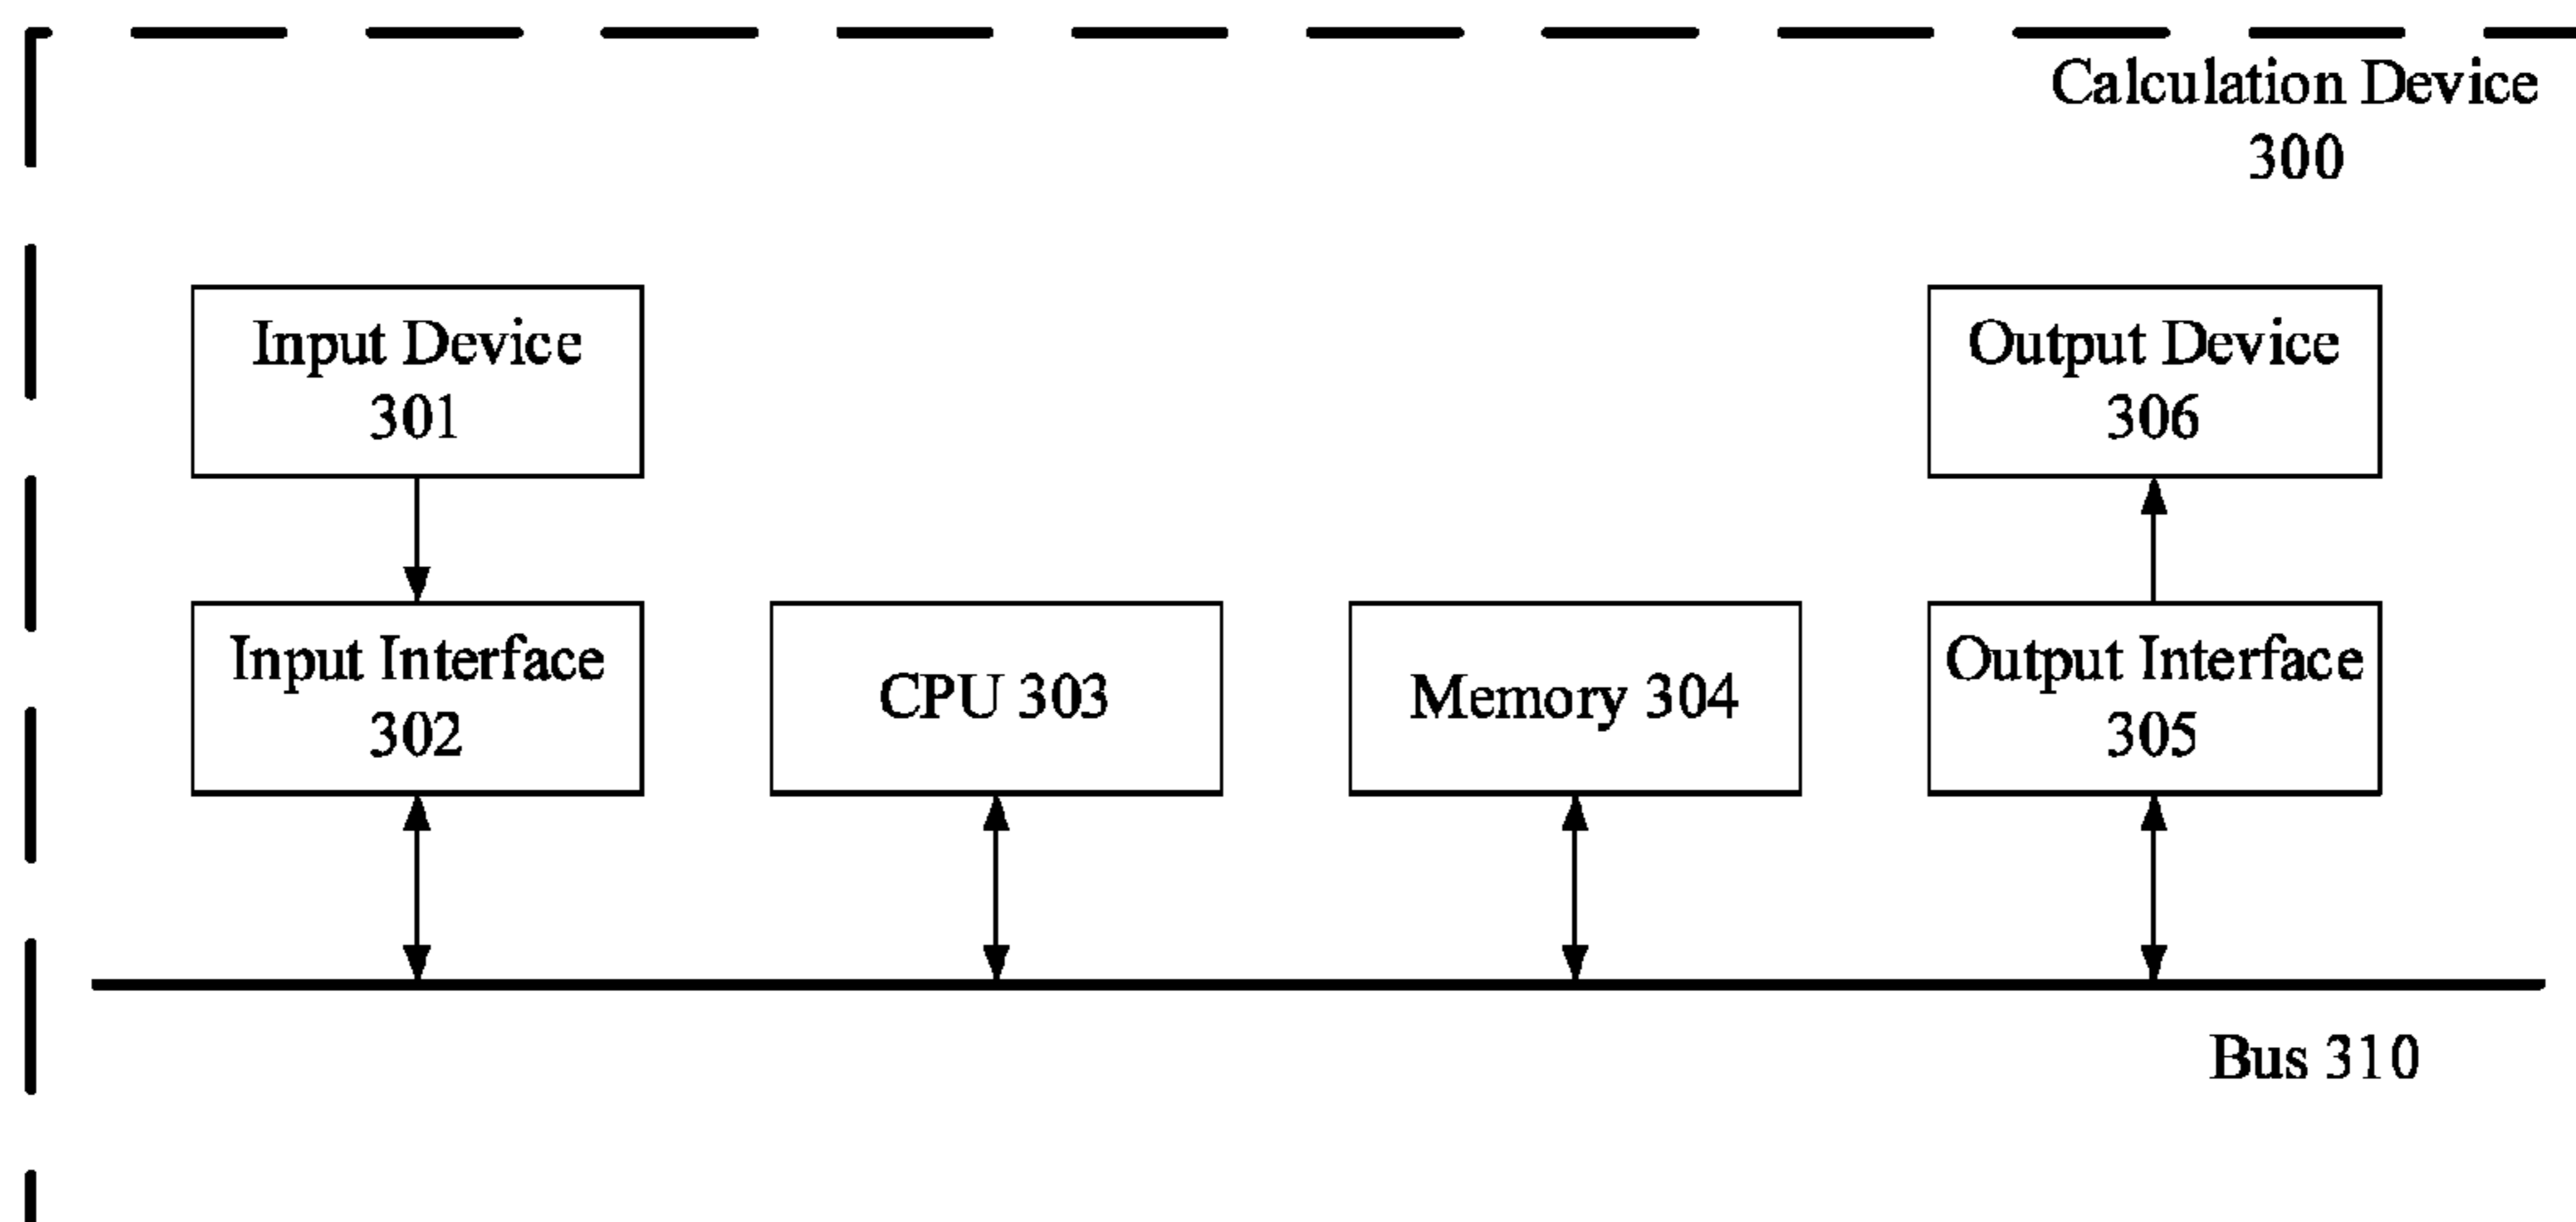 Calculation Device
300
Input Device
301
Output Device
306
Input Interface
302
CPU 303
Memory 304
Output Interface
305
Bus 310